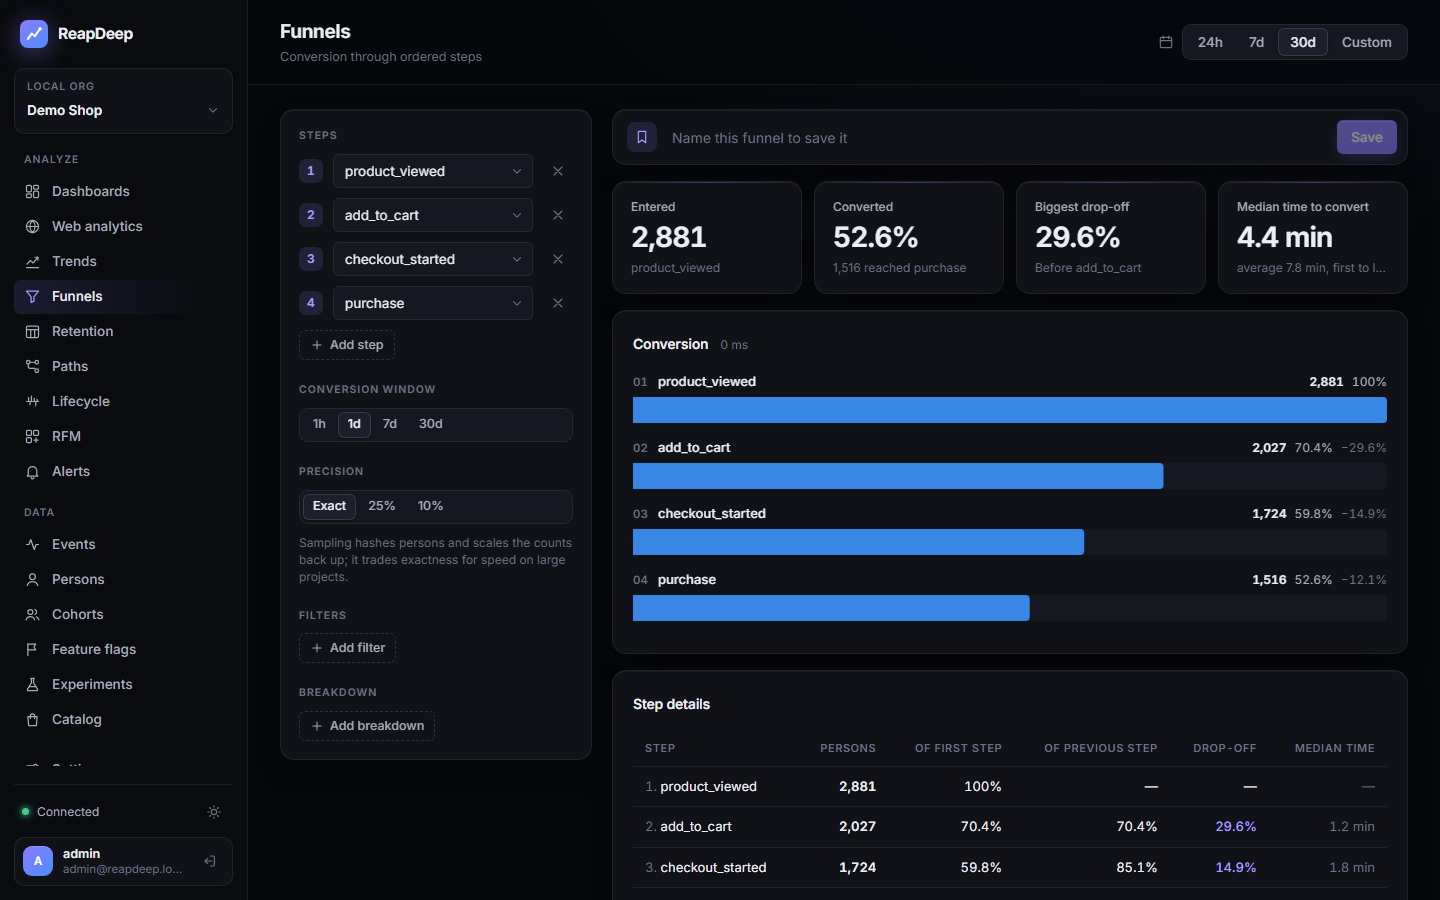 ReapDeep
LOCAL ORG
Demo Shop
ANALYZE
Dashboards
Web analytics
Trends
Funnels
Retention
Paths
Lifecycle
RFM
Alerts
DATA
Events
Persons
Cohorts
Feature flags
Experiments
Catalog
Connected
A
admin
admin@reapdeep.lo...
Funnels
Conversion through ordered steps
24h 7d 30d Custom
STEPS
1 product_viewed
2 add_to_cart
3 checkout_started
4 purchase
+ Add step
CONVERSION WINDOW
1h 1d 7d 30d
PRECISION
Exact 25% 10%
Sampling hashes persons and scales the counts
back up; it trades exactness for speed on large
projects.
FILTERS
+ Add filter
BREAKDOWN
+ Add breakdown
Name this funnel to save it
Save
Entered
2,881
product_viewed
Converted
52.6%
1,516 reached purchase
Biggest drop-off
29.6%
Before add_to_cart
Median time to convert
4.4 min
average 7.8 min, first to l...
Conversion 0 ms
01 product_viewed 2,881 100%
02 add_to_cart 2,027 70.4% −29.6%
03 checkout_started 1,724 59.8% −14.9%
04 purchase 1,516 52.6% −12.1%
Step details
STEP PERSONS OF FIRST STEP OF PREVIOUS STEP DROP-OFF MEDIAN TIME
1. product_viewed 2,881 100% — — —
2. add_to_cart 2,027 70.4% 70.4% 29.6% 1.2 min
3. checkout_started 1,724 59.8% 85.1% 14.9% 1.8 min